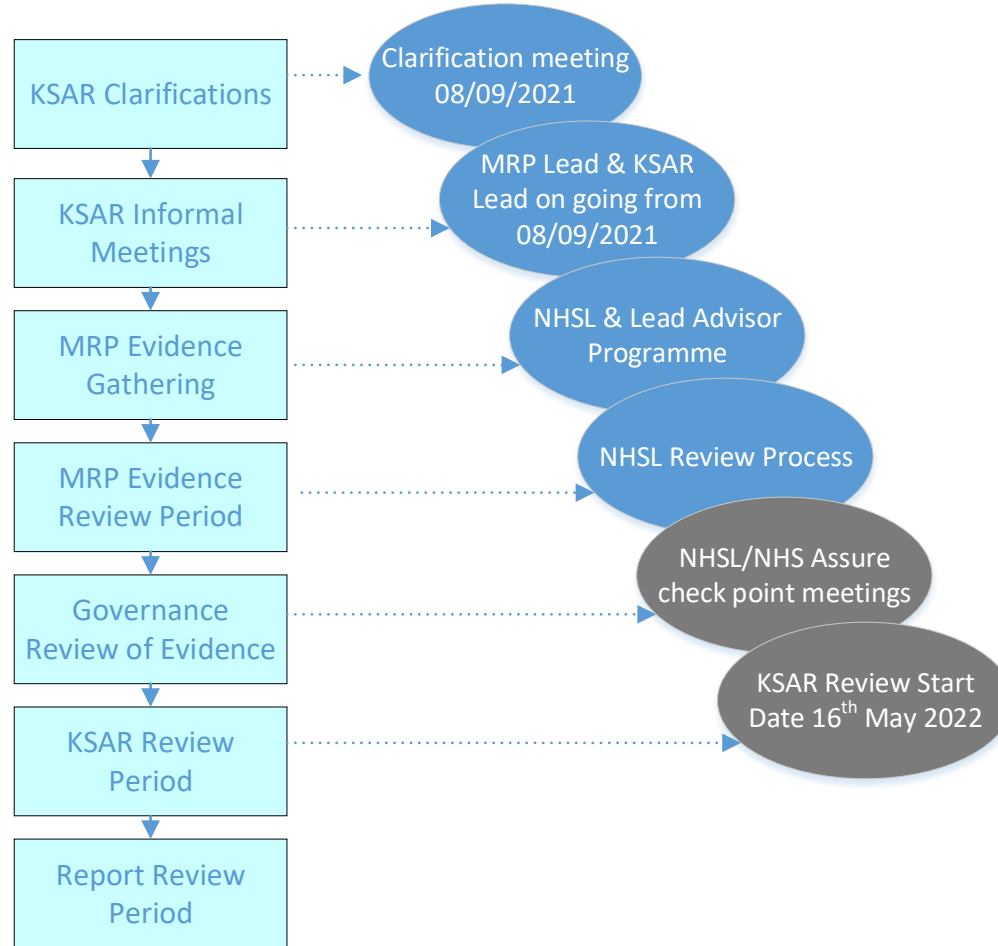 KSAR Clarifications
Clarification meeting
08/09/2021
KSAR Informal
Meetings
MRP Lead & KSAR
Lead on going from
08/09/2021
MRP Evidence
Gathering
NHSL & Lead Advisor
Programme
MRP Evidence
Review Period
NHSL Review Process
Governance
Review of Evidence
NHSL/NHS Assure
check point meetings
KSAR Review
Period
KSAR Review Start
Date 16th May 2022
Report Review
Period